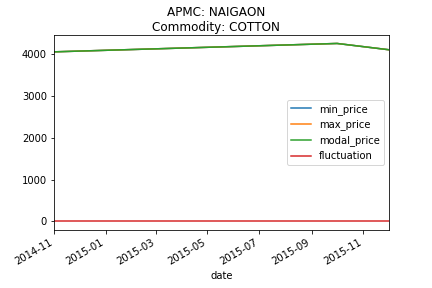 APMC: NAIGAON
Commodity: COTTON
4000
3000
2000
1000
0
min_price
max_price
modal_price
fluctuation
2014-11
2015-01
2015-03
2015-05
2015-07
2015-09
2015-11
date